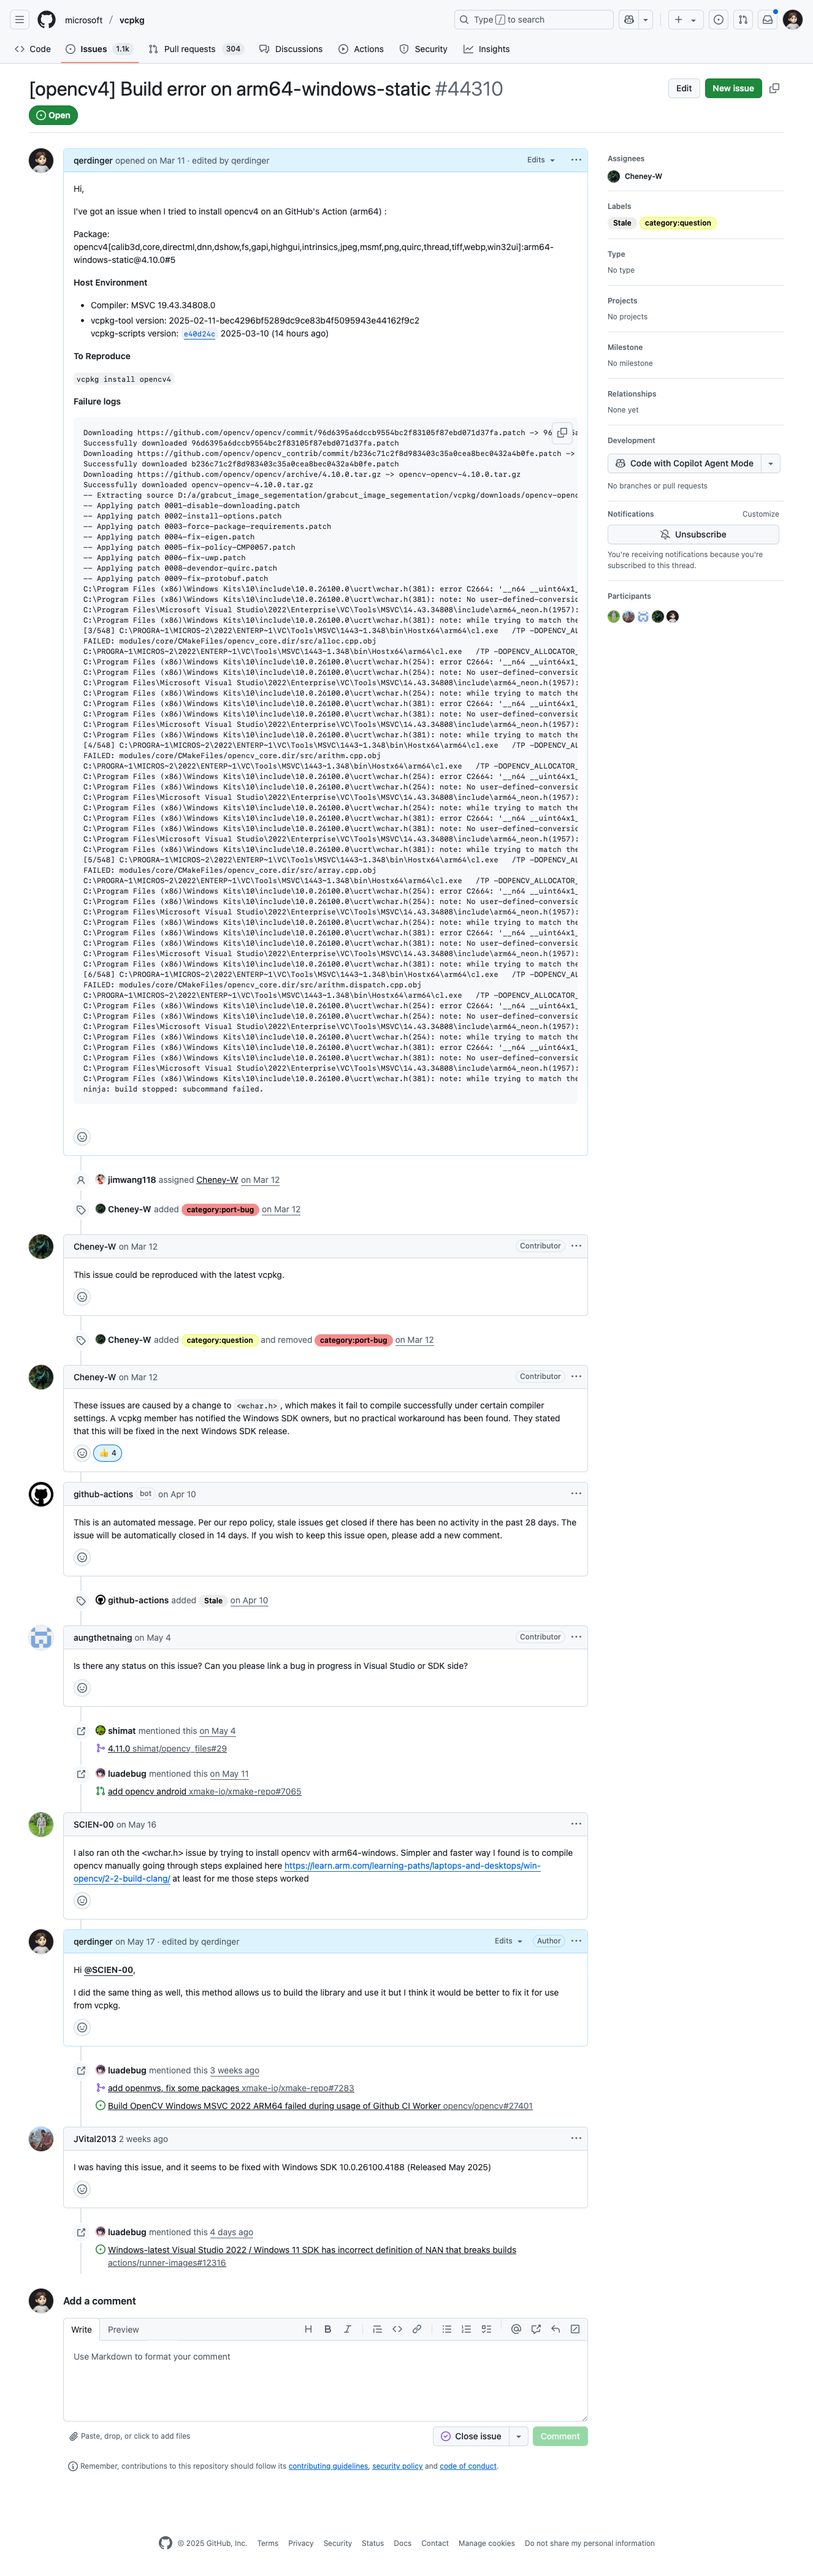 microsoft / vcpkg
Type / to search
Code
Issues 1.1k
Pull requests 304
Discussions
Actions
Security
Insights
[opencv4] Build error on arm64-windows-static #44310
Edit
New issue
Open
qerdinger opened on Mar 11 · edited by qerdinger
Edits
Hi,
I've got an issue when I tried to install opencv4 on an GitHub's Action (arm64) :
Package:
opencv4[calib3d,core,directml,dnn,dshow,fs,gapi,highgui,intrinsics,jpeg,msmf,png,quirc,thread,tiff,webp,win32ui]:arm64-
windows-static@4.10.0#5
Host Environment
• Compiler: MSVC 19.43.34808.0
• vcpkg-tool version: 2025-02-11-bec4296bf5289dc9ce83b4f5095943e44162f9c2
vcpkg-scripts version: e40d24c 2025-03-10 (14 hours ago)
To Reproduce
vcpkg install opencv4
Failure logs
Downloading https://github.com/opencv/opencv/commit/96d6395a6dccb9554bc2f83105f87ebd071d37fa.patch -> 96
Successfully downloaded 96d6395a6dccb9554bc2f83105f87ebd071d37fa.patch
Downloading https://github.com/opencv/opencv_contrib/commit/b236c71c2f8d983403c35a0cea8bec0432a4b0fe.patch ->
Successfully downloaded b236c71c2f8d983403c35a0cea8bec0432a4b0fe.patch
Downloading https://github.com/opencv/opencv/archive/4.10.0.tar.gz -> opencv-opencv-4.10.0.tar.gz
Successfully downloaded opencv-opencv-4.10.0.tar.gz
-- Extracting source D:/a/grabcut_image_segementation/grabcut_image_segementation/vcpkg/downloads/opencv-openc
-- Applying patch 0001-disable-downloading.patch
-- Applying patch 0002-install-options.patch
-- Applying patch 0003-force-package-requirements.patch
-- Applying patch 0004-fix-eigen.patch
-- Applying patch 0005-fix-policy-CMP0057.patch
-- Applying patch 0006-fix-uwp.patch
-- Applying patch 0008-devendor-quirc.patch
-- Applying patch 0009-fix-protobuf.patch
C:\Program Files (x86)\Windows Kits\10\include\10.0.26100.0\ucrt\wchar.h(254): error C2664: '__n64 __uint64x1_
C:\Program Files (x86)\Windows Kits\10\include\10.0.26100.0\ucrt\wchar.h(381): note: No user-defined-conversio
C:\Program Files\Microsoft Visual Studio\2022\Enterprise\VC\Tools\MSVC\14.43.34808\include\arm64_neon.h(1957):
C:\Program Files (x86)\Windows Kits\10\include\10.0.26100.0\ucrt\wchar.h(381): note: while trying to match the
[3/548] C:\PROGRA~1\MICROS~2\2022\ENTERP~1\VC\Tools\MSVC\1443~1.348\bin\Hostx64\arm64\cl.exe   /TP -DOPENCV_AL
FAILED: modules/core/CMakeFiles/opencv_core.dir/src/alloc.cpp.obj
C:\PROGRA~1\MICROS~2\2022\ENTERP~1\VC\Tools\MSVC\1443~1.348\bin\Hostx64\arm64\cl.exe   /TP -DOPENCV_ALLOCATOR_
C:\Program Files (x86)\Windows Kits\10\include\10.0.26100.0\ucrt\wchar.h(254): error C2664: '__n64 __uint64x1_
C:\Program Files (x86)\Windows Kits\10\include\10.0.26100.0\ucrt\wchar.h(254): note: No user-defined-conversio
C:\Program Files\Microsoft Visual Studio\2022\Enterprise\VC\Tools\MSVC\14.43.34808\include\arm64_neon.h(1957):
C:\Program Files (x86)\Windows Kits\10\include\10.0.26100.0\ucrt\wchar.h(254): note: while trying to match the
C:\Program Files (x86)\Windows Kits\10\include\10.0.26100.0\ucrt\wchar.h(381): error C2664: '__n64 __uint64x1_
C:\Program Files (x86)\Windows Kits\10\include\10.0.26100.0\ucrt\wchar.h(381): note: No user-defined-conversio
C:\Program Files\Microsoft Visual Studio\2022\Enterprise\VC\Tools\MSVC\14.43.34808\include\arm64_neon.h(1957):
C:\Program Files (x86)\Windows Kits\10\include\10.0.26100.0\ucrt\wchar.h(381): note: while trying to match the
[4/548] C:\PROGRA~1\MICROS~2\2022\ENTERP~1\VC\Tools\MSVC\1443~1.348\bin\Hostx64\arm64\cl.exe   /TP -DOPENCV_AL
FAILED: modules/core/CMakeFiles/opencv_core.dir/src/arithm.cpp.obj
C:\PROGRA~1\MICROS~2\2022\ENTERP~1\VC\Tools\MSVC\1443~1.348\bin\Hostx64\arm64\cl.exe   /TP -DOPENCV_ALLOCATOR_
C:\Program Files (x86)\Windows Kits\10\include\10.0.26100.0\ucrt\wchar.h(254): error C2664: '__n64 __uint64x1_
C:\Program Files (x86)\Windows Kits\10\include\10.0.26100.0\ucrt\wchar.h(254): note: No user-defined-conversio
C:\Program Files\Microsoft Visual Studio\2022\Enterprise\VC\Tools\MSVC\14.43.34808\include\arm64_neon.h(1957):
C:\Program Files (x86)\Windows Kits\10\include\10.0.26100.0\ucrt\wchar.h(254): note: while trying to match the
C:\Program Files (x86)\Windows Kits\10\include\10.0.26100.0\ucrt\wchar.h(381): error C2664: '__n64 __uint64x1_
C:\Program Files (x86)\Windows Kits\10\include\10.0.26100.0\ucrt\wchar.h(381): note: No user-defined-conversio
C:\Program Files\Microsoft Visual Studio\2022\Enterprise\VC\Tools\MSVC\14.43.34808\include\arm64_neon.h(1957):
C:\Program Files (x86)\Windows Kits\10\include\10.0.26100.0\ucrt\wchar.h(381): note: while trying to match the
[5/548] C:\PROGRA~1\MICROS~2\2022\ENTERP~1\VC\Tools\MSVC\1443~1.348\bin\Hostx64\arm64\cl.exe   /TP -DOPENCV_AL
FAILED: modules/core/CMakeFiles/opencv_core.dir/src/array.cpp.obj
C:\PROGRA~1\MICROS~2\2022\ENTERP~1\VC\Tools\MSVC\1443~1.348\bin\Hostx64\arm64\cl.exe   /TP -DOPENCV_ALLOCATOR_
C:\Program Files (x86)\Windows Kits\10\include\10.0.26100.0\ucrt\wchar.h(254): error C2664: '__n64 __uint64x1_
C:\Program Files (x86)\Windows Kits\10\include\10.0.26100.0\ucrt\wchar.h(254): note: No user-defined-conversio
C:\Program Files\Microsoft Visual Studio\2022\Enterprise\VC\Tools\MSVC\14.43.34808\include\arm64_neon.h(1957):
C:\Program Files (x86)\Windows Kits\10\include\10.0.26100.0\ucrt\wchar.h(254): note: while trying to match the
C:\Program Files (x86)\Windows Kits\10\include\10.0.26100.0\ucrt\wchar.h(381): error C2664: '__n64 __uint64x1_
C:\Program Files (x86)\Windows Kits\10\include\10.0.26100.0\ucrt\wchar.h(381): note: No user-defined-conversio
C:\Program Files\Microsoft Visual Studio\2022\Enterprise\VC\Tools\MSVC\14.43.34808\include\arm64_neon.h(1957):
C:\Program Files (x86)\Windows Kits\10\include\10.0.26100.0\ucrt\wchar.h(381): note: while trying to match the
[6/548] C:\PROGRA~1\MICROS~2\2022\ENTERP~1\VC\Tools\MSVC\1443~1.348\bin\Hostx64\arm64\cl.exe   /TP -DOPENCV_AL
FAILED: modules/core/CMakeFiles/opencv_core.dir/src/arithm.dispatch.cpp.obj
C:\PROGRA~1\MICROS~2\2022\ENTERP~1\VC\Tools\MSVC\1443~1.348\bin\Hostx64\arm64\cl.exe   /TP -DOPENCV_ALLOCATOR_
C:\Program Files (x86)\Windows Kits\10\include\10.0.26100.0\ucrt\wchar.h(254): error C2664: '__n64 __uint64x1_
C:\Program Files (x86)\Windows Kits\10\include\10.0.26100.0\ucrt\wchar.h(254): note: No user-defined-conversio
C:\Program Files\Microsoft Visual Studio\2022\Enterprise\VC\Tools\MSVC\14.43.34808\include\arm64_neon.h(1957):
C:\Program Files (x86)\Windows Kits\10\include\10.0.26100.0\ucrt\wchar.h(254): note: while trying to match the
C:\Program Files (x86)\Windows Kits\10\include\10.0.26100.0\ucrt\wchar.h(381): error C2664: '__n64 __uint64x1_
C:\Program Files (x86)\Windows Kits\10\include\10.0.26100.0\ucrt\wchar.h(381): note: No user-defined-conversio
C:\Program Files\Microsoft Visual Studio\2022\Enterprise\VC\Tools\MSVC\14.43.34808\include\arm64_neon.h(1957):
C:\Program Files (x86)\Windows Kits\10\include\10.0.26100.0\ucrt\wchar.h(381): note: while trying to match the
ninja: build stopped: subcommand failed.
jimwang118 assigned Cheney-W on Mar 12
Cheney-W added category:port-bug on Mar 12
Cheney-W on Mar 12
Contributor
This issue could be reproduced with the latest vcpkg.
Cheney-W added category:question and removed category:port-bug on Mar 12
Cheney-W on Mar 12
Contributor
These issues are caused by a change to <wchar.h>, which makes it fail to compile successfully under certain compiler
settings. A vcpkg member has notified the Windows SDK owners, but no practical workaround has been found. They stated
that this will be fixed in the next Windows SDK release.
👍 4
github-actions bot on Apr 10
This is an automated message. Per our repo policy, stale issues get closed if there has been no activity in the past 28 days. The
issue will be automatically closed in 14 days. If you wish to keep this issue open, please add a new comment.
github-actions added Stale on Apr 10
aungthetnaing on May 4
Contributor
Is there any status on this issue? Can you please link a bug in progress in Visual Studio or SDK side?
shimat mentioned this on May 4
4.11.0 shimat/opencv_files#29
luadebug mentioned this on May 11
add opencv android xmake-io/xmake-repo#7065
SCIEN-00 on May 16
I also ran oth the <wchar.h> issue by trying to install opencv with arm64-windows. Simpler and faster way I found is to compile
opencv manually going through steps explained here https://learn.arm.com/learning-paths/laptops-and-desktops/win-
opencv/2-2-build-clang/ at least for me those steps worked
qerdinger on May 17 · edited by qerdinger
Edits
Author
Hi @SCIEN-00,
I did the same thing as well, this method allows us to build the library and use it but I think it would be better to fix it for use
from vcpkg.
luadebug mentioned this 3 weeks ago
add openmvs, fix some packages xmake-io/xmake-repo#7283
Build OpenCV Windows MSVC 2022 ARM64 failed during usage of Github CI Worker opencv/opencv#27401
JVital2013 2 weeks ago
I was having this issue, and it seems to be fixed with Windows SDK 10.0.26100.4188 (Released May 2025)
luadebug mentioned this 4 days ago
Windows-latest Visual Studio 2022 / Windows 11 SDK has incorrect definition of NAN that breaks builds
actions/runner-images#12316
Add a comment
Write
Preview
Use Markdown to format your comment
Paste, drop, or click to add files
Close issue
Comment
Remember, contributions to this repository should follow its contributing guidelines, security policy and code of conduct.
Assignees
Cheney-W
Labels
Stale category:question
Type
No type
Projects
No projects
Milestone
No milestone
Relationships
None yet
Development
Code with Copilot Agent Mode
No branches or pull requests
Notifications
Customize
Unsubscribe
You're receiving notifications because you're
subscribed to this thread.
Participants
© 2025 GitHub, Inc.
Terms
Privacy
Security
Status
Docs
Contact
Manage cookies
Do not share my personal information